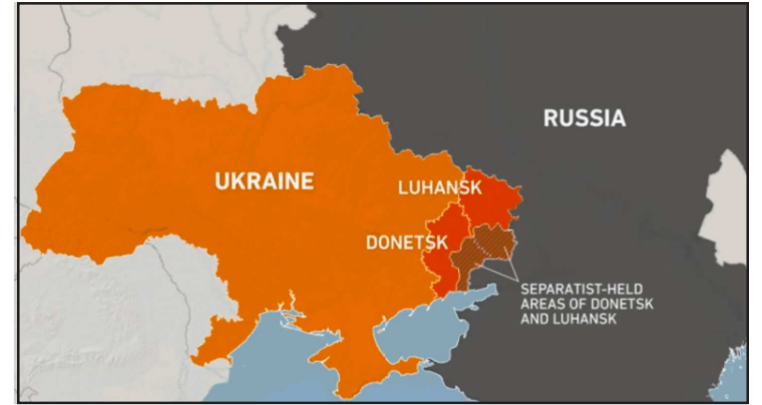 RUSSIA
UKRAINE
LUHANSK
DONETSK
SEPARATIST-HELD
AREAS OF DONETSK
AND LUHANSK